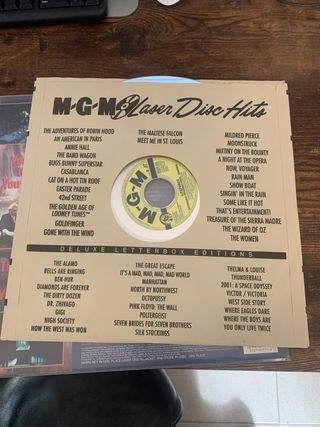 M-G-M Laser Disc Hits
THE ADVENTURES OF ROBIN HOOD
AN AMERICAN IN PARIS
ANNIE HALL
THE BAND WAGON
BUGS BUNNY SUPERSTAR
CASABLANCA
CAT ON A HOT TIN ROOF
EASTER PARADE
42ND STREET
THE GOLDEN AGE OF
LOONEY TUNES™
GOLDFINGER
GONE WITH THE WIND
THE MALTESE FALCON
MEET ME IN ST. LOUIS
M-G-M
MILDRED PIERCE
MOONSTRUCK
MUTINY ON THE BOUNTY
A NIGHT AT THE OPERA
NOW, VOYAGER
RAIN MAN
SHOW BOAT
SINGIN' IN THE RAIN
SOME LIKE IT HOT
THAT'S ENTERTAINMENT!
TREASURE OF THE SIERRA MADRE
THE WIZARD OF OZ
THE WOMEN
DELUXE LETTERBOX EDITIONS
THE ALAMO
BELLS ARE RINGING
BEN-HUR
DIAMONDS ARE FOREVER
THE DIRTY DOZEN
DR. ZHIVAGO
GIGI
HIGH SOCIETY
HOW THE WEST WAS WON
THE GREAT ESCAPE
IT'S A MAD, MAD, MAD, MAD WORLD
MANHATTAN
NORTH BY NORTHWEST
OCTOPUSSY
PINK FLOYD: THE WALL
POLTERGEIST
SEVEN BRIDES FOR SEVEN BROTHERS
SILK STOCKINGS
THELMA & LOUISE
THUNDERBALL
2001: A SPACE ODYSSEY
VICTOR / VICTORIA
WEST SIDE STORY
WHERE EAGLES DARE
WHERE THE BOYS ARE
YOU ONLY LIVE TWICE